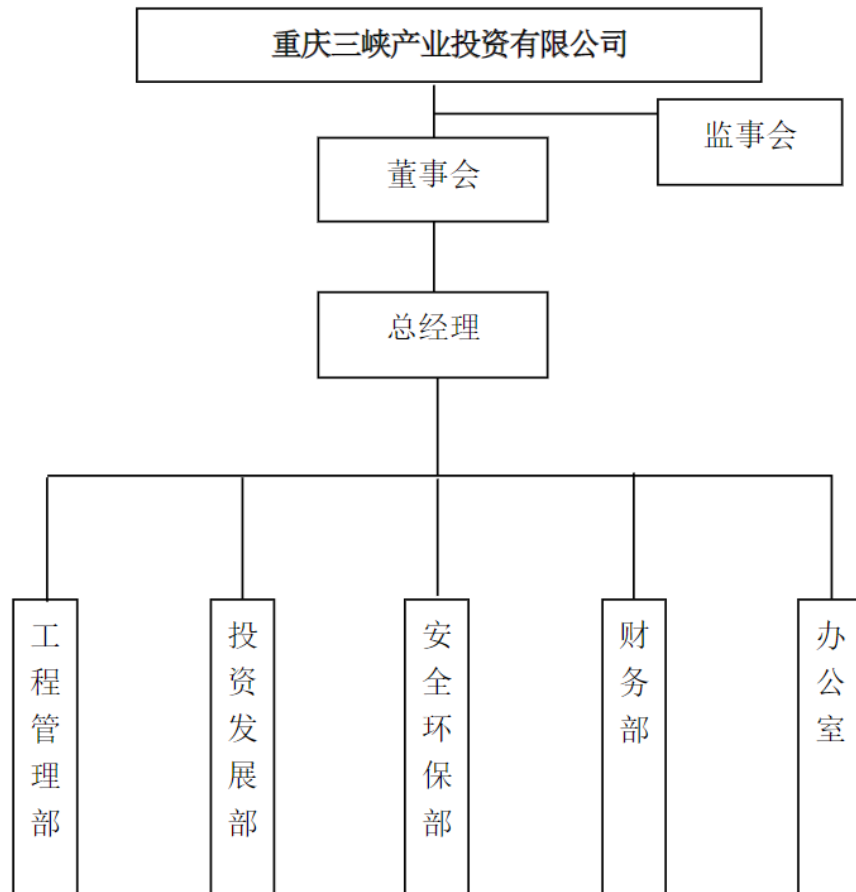 重庆三峡产业投资有限公司
监事会
董事会
总经理
工程管理部
投资发展部
安全环保部
财务部
办公室